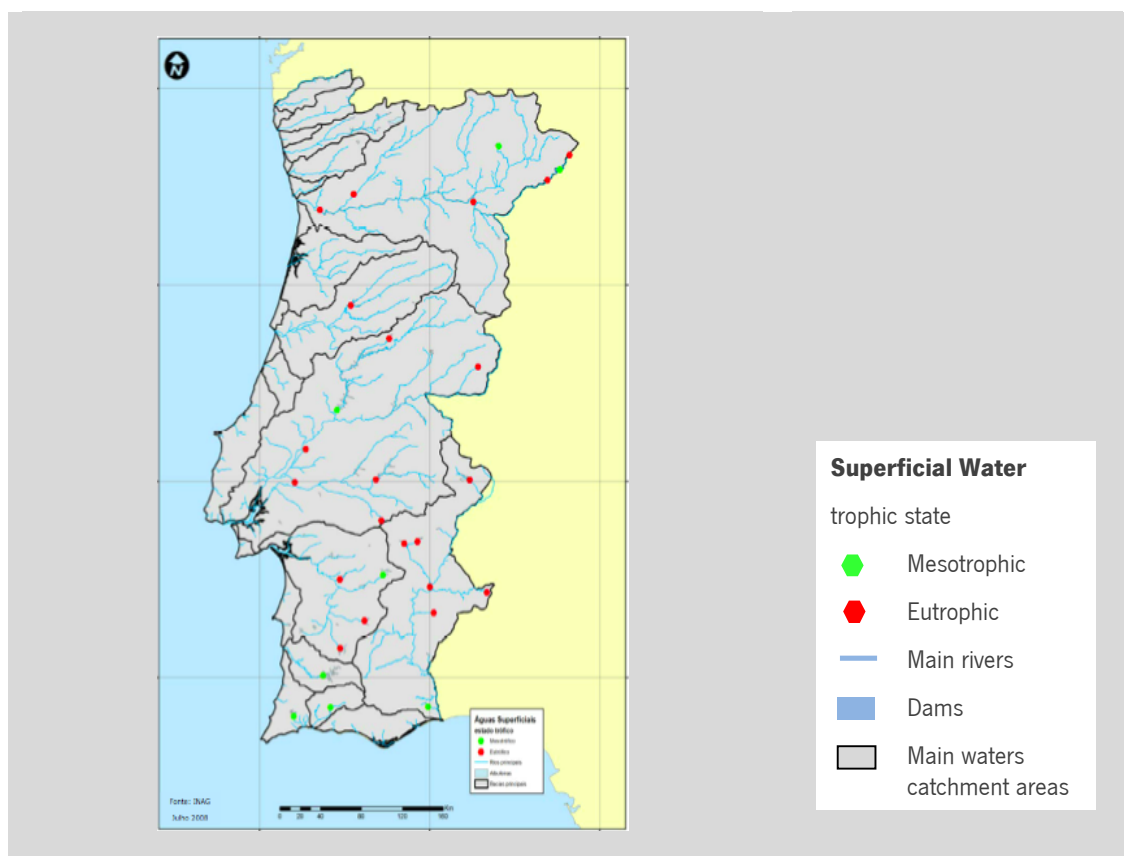 N
Superficial Water
trophic state
Mesotrophic
Eutrophic
Main rivers
Dams
Main waters
catchment areas
Águas Superficiais
estado trófico
Mesotrófico
Eutrófico
Rios principais
Albufeiras
Bacias principais
Fonte: INAG
Julho 2008
0 20 40 80 120 160